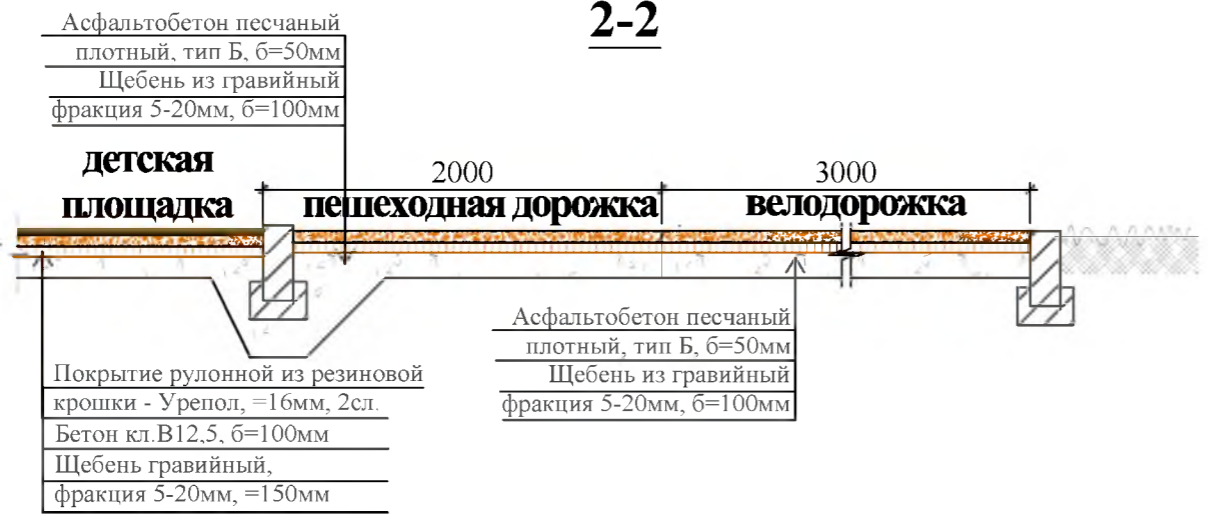 2-2
Асфальтобетон песчаный
плотный, тип Б, б=50мм
Щебень из гравийный
фракция 5-20мм, б=100мм
детская
площадка
2000
пешеходная дорожка
3000
велодорожка
Асфальтобетон песчаный
плотный, тип Б, б=50мм
Щебень из гравийный
фракция 5-20мм, б=100мм
Покрытие рулонной из резиновой
крошки - Урепол, =16мм, 2сл.
Бетон кл.В12,5, б=100мм
Щебень гравийный,
фракция 5-20мм, =150мм